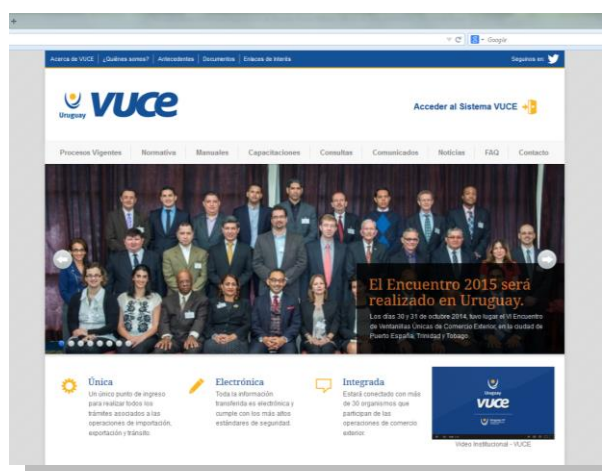 Google
Acerca de VUCE | ¿Quiénes somos? | Antecedentes | Documentos | Enlaces de Interés
Seguinos en:
Uruguay
VUCE
Acceder al Sistema VUCE
Procesos Vigentes Normativa Manuales Capacitaciones Consultas Comunicados Noticias FAQ Contacto
El Encuentro 2015 será
realizado en Uruguay.
Los días 30 y 31 de octubre 2014, tuvo lugar el VI Encuentro
de Ventanillas Únicas de Comercio Exterior, en la ciudad de
Puerto España, Trinidad y Tobago.
Única
Un único punto de ingreso
para realizar todos los
trámites asociados a las
operaciones de importación,
exportación y tránsito.
Electrónica
Toda la información
transferida es electrónica y
cumple con los más altos
estándares de seguridad.
Integrada
Estará conectado con más
de 30 organismos que
participan de las
operaciones de comercio
exterior.
Uruguay
VUCE
Video Institucional - VUCE